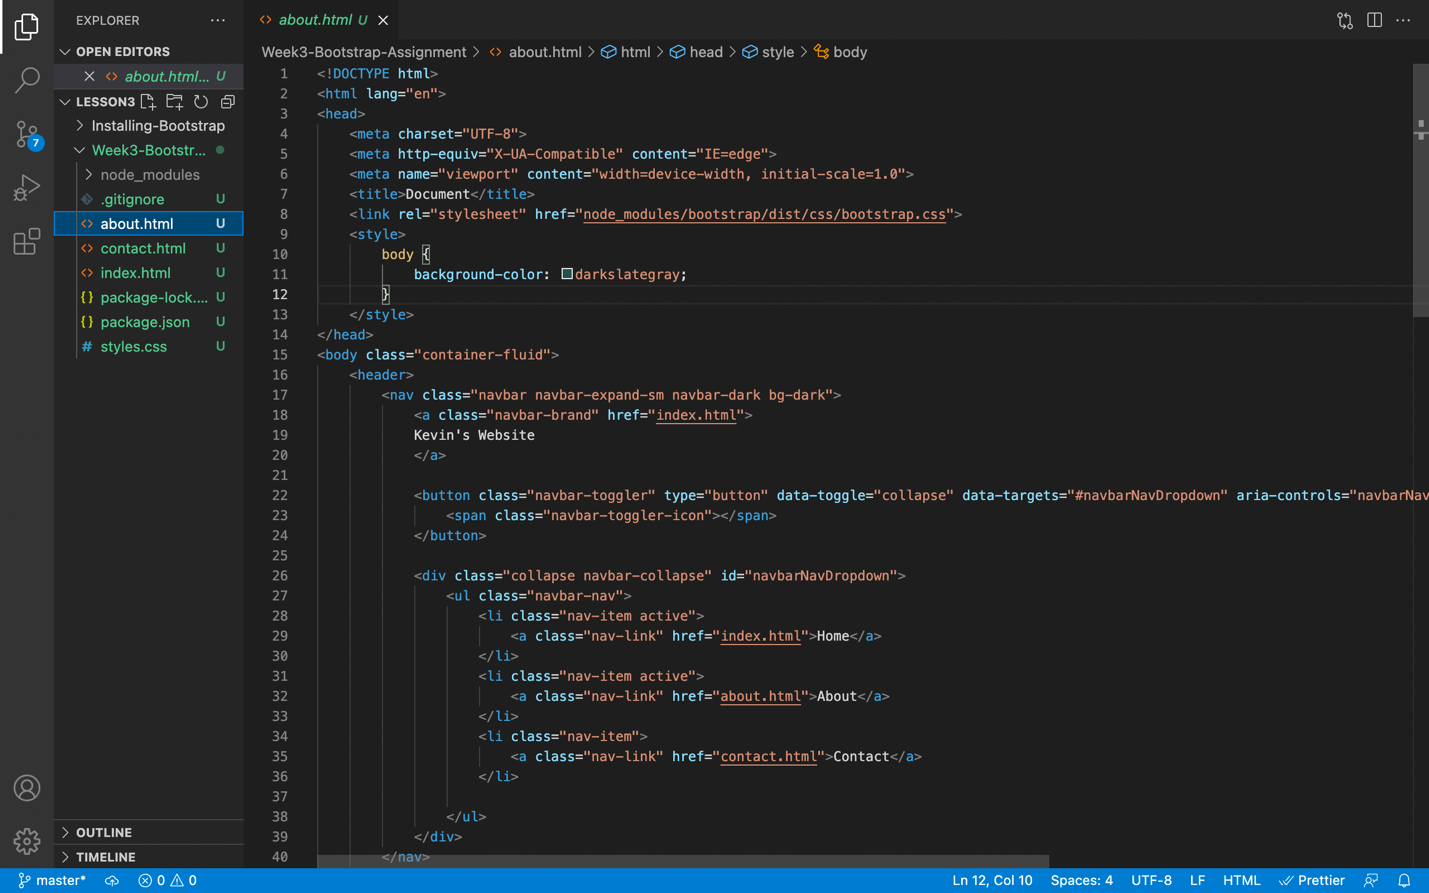 EXPLORER
OPEN EDITORS
about.html... U
LESSON3
Installing-Bootstrap
Week3-Bootstr...
node_modules
.gitignore U
about.html U
contact.html U
index.html U
{} package-lock.... U
{} package.json U
# styles.css U
OUTLINE
TIMELINE
7
about.html U
Week3-Bootstrap-Assignment > about.html > html > head > style > body
1 <!DOCTYPE html>
2 <html lang="en">
3 <head>
4 <meta charset="UTF-8">
5 <meta http-equiv="X-UA-Compatible" content="IE=edge">
6 <meta name="viewport" content="width=device-width, initial-scale=1.0">
7 <title>Document</title>
8 <link rel="stylesheet" href="node_modules/bootstrap/dist/css/bootstrap.css">
9 <style>
10 body {
11 background-color: darkslategray;
12 }
13 </style>
14 </head>
15 <body class="container-fluid">
16 <header>
17 <nav class="navbar navbar-expand-sm navbar-dark bg-dark">
18 <a class="navbar-brand" href="index.html">
19 Kevin's Website
20 </a>
21
22 <button class="navbar-toggler" type="button" data-toggle="collapse" data-targets="#navbarNavDropdown" aria-controls="navbarNav
23 <span class="navbar-toggler-icon"></span>
24 </button>
25
26 <div class="collapse navbar-collapse" id="navbarNavDropdown">
27 <ul class="navbar-nav">
28 <li class="nav-item active">
29 <a class="nav-link" href="index.html">Home</a>
30 </li>
31 <li class="nav-item active">
32 <a class="nav-link" href="about.html">About</a>
33 </li>
34 <li class="nav-item">
35 <a class="nav-link" href="contact.html">Contact</a>
36 </li>
37
38 </ul>
39 </div>
40 </nav>
master* 0 0 Ln 12, Col 10 Spaces: 4 UTF-8 LF HTML Prettier